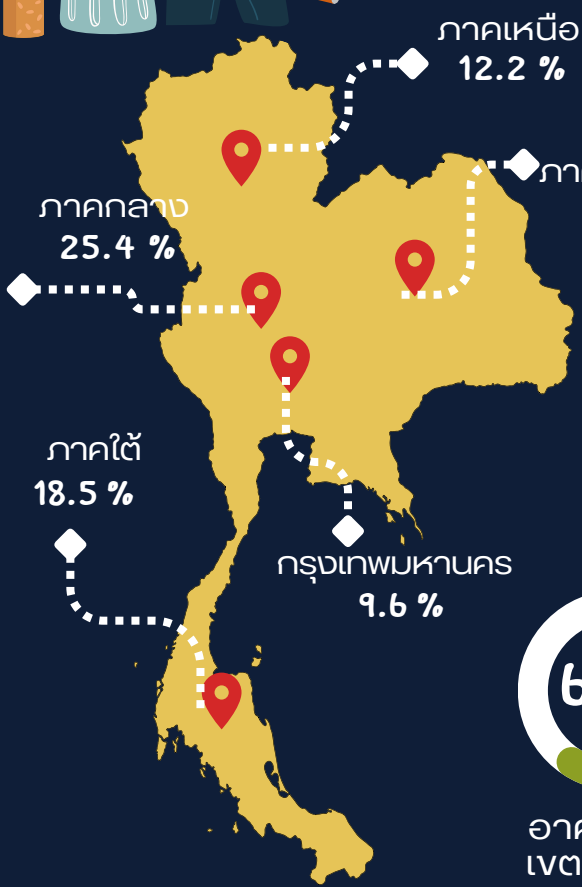 ภาคเหนือ
12.2 %
ภาคกลาง
25.4 %
ภาคใต้
18.5 %
กรุงเทพมหานคร
9.6 %